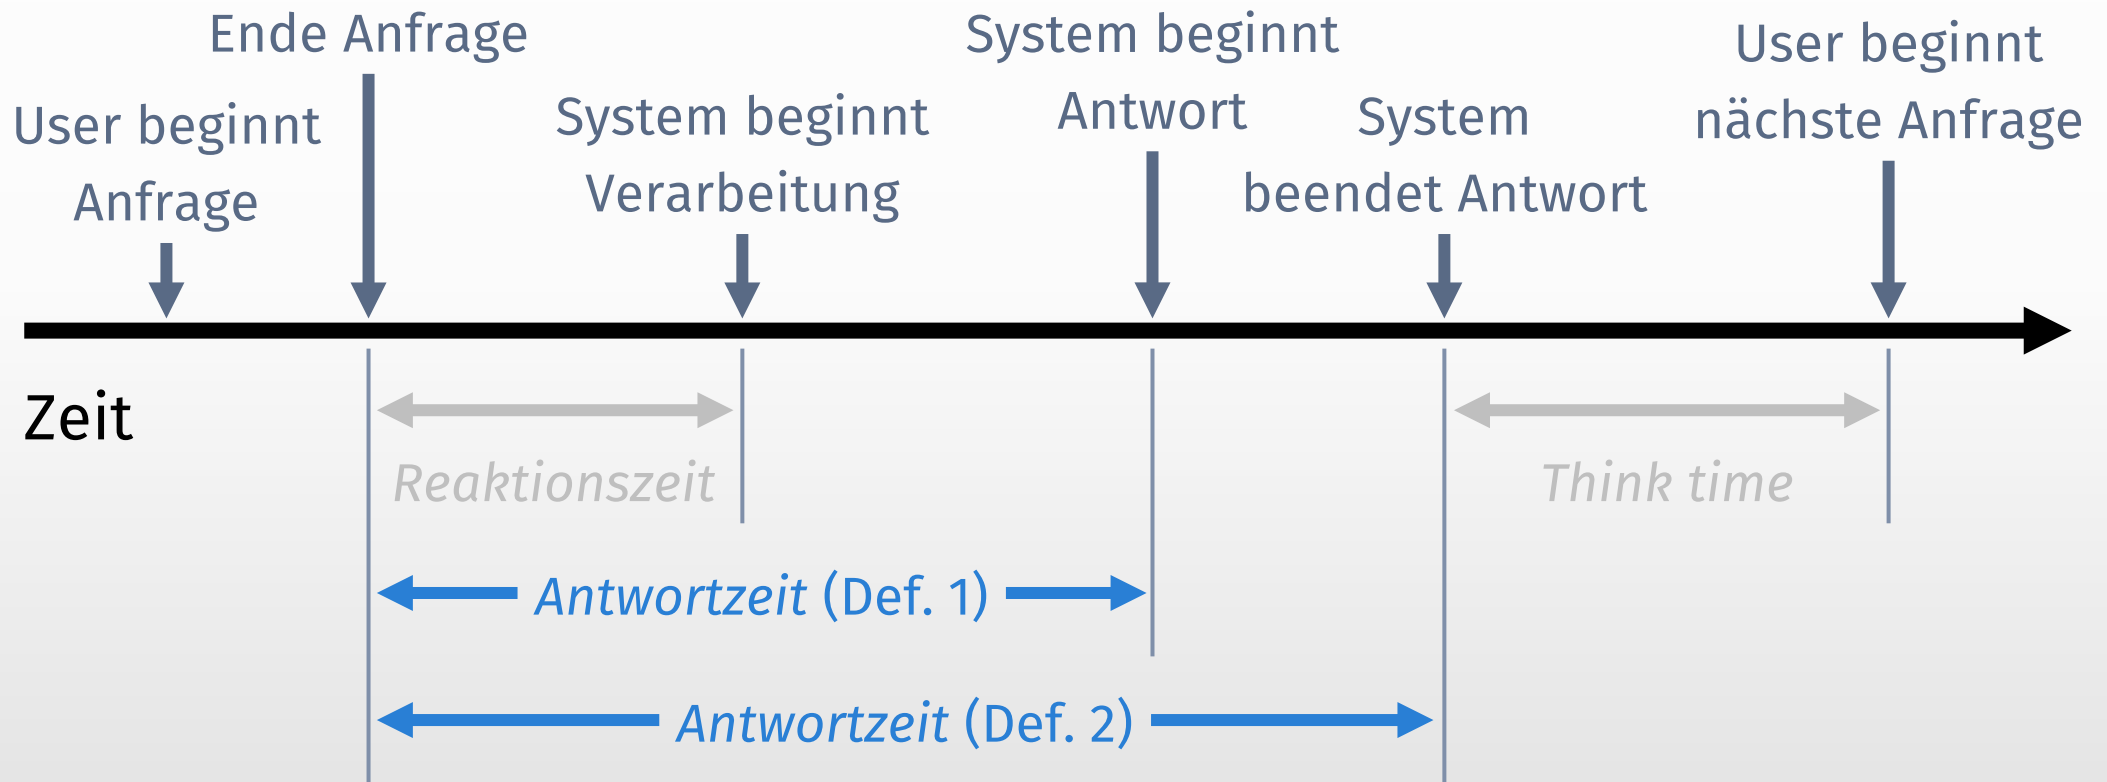 Ende Anfrage
User beginnt
Anfrage
System beginnt
Verarbeitung
System beginnt
Antwort
System
beendet Antwort
User beginnt
nächste Anfrage
Zeit
Reaktionszeit
Think time
Antwortzeit (Def. 1)
Antwortzeit (Def. 2)